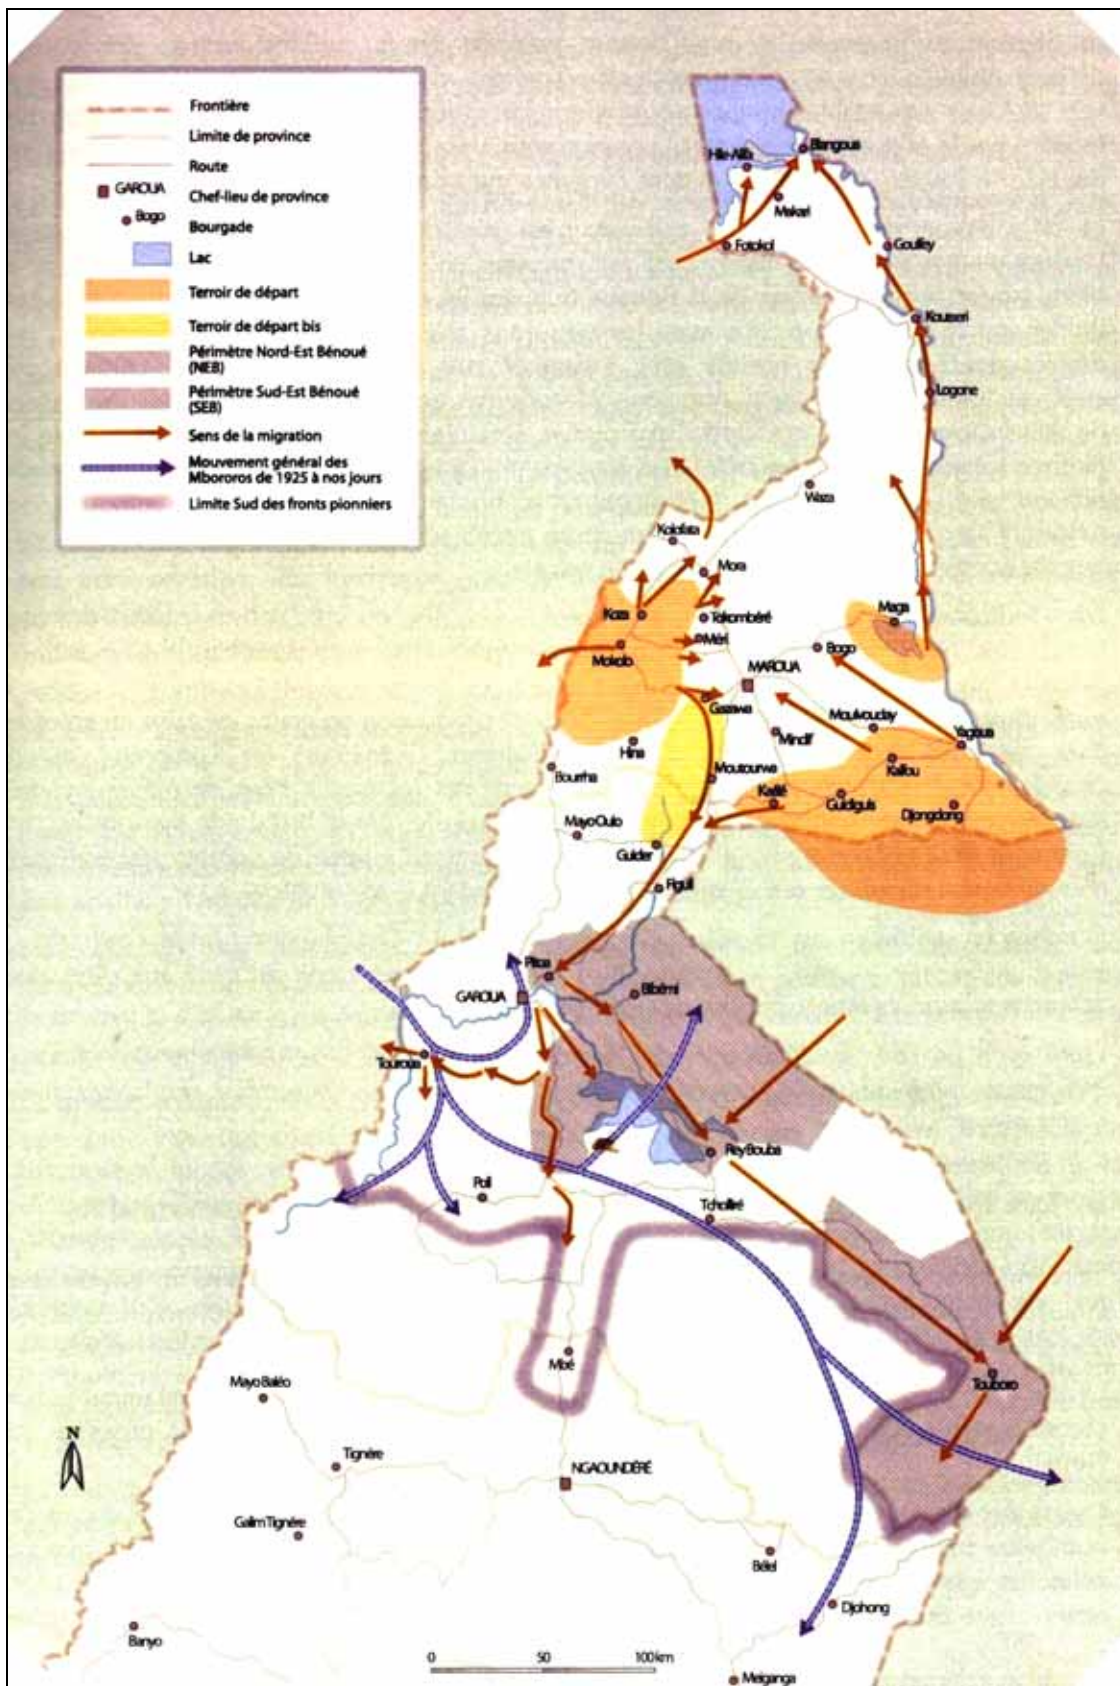 Frontière
Limite de province
Route
GAROUA
Chef-lieu de province
Bogo
Bourgade
Lac
Terroir de départ
Terroir de départ bis
Périmètre Nord-Est Bénoué
(NEB)
Périmètre Sud-Est Bénoué
(SEB)
Sens de la migration
Mouvement général des
Mbororos de 1925 à nos jours
Limite Sud des fronts pionniers
Blangoua
Hile-Alifa
Makari
Fotokol
Goulfey
Kousseri
Logone
Waza
Kolofata
Mora
Koza
Tokombéré
Maga
Méri
Mokolo
Bogo
MAROUA
Gazawa
Moulvouday
Yagoua
Mindif
Hina
Kalfou
Bourrha
Moutourwa
Kaélé
Guidiguis
Djongdong
Mayo Oulo
Guider
Figuil
Pitoa
Bibémi
GAROUA
Touroua
Rey Bouba
Poli
Tcholliré
Mbé
Touboro
Mayo Baléo
N
Tignère
NGAOUNDÉRÉ
Galim Tignère
Bélel
Djohong
Banyo
0 50 100 km
Meiganga